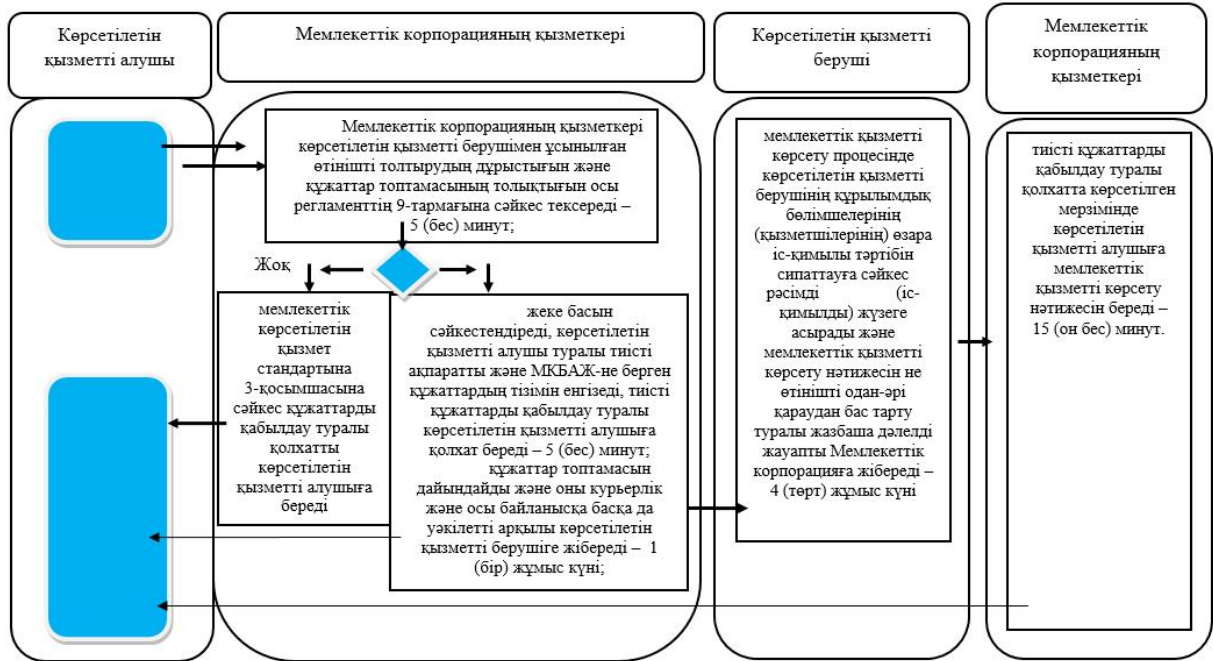 Көрсетілетін
қызметті алушы
Мемлекеттік корпорацияның қызметкері
Көрсетілетін қызметті
беруші
Мемлекеттік
корпорацияның
қызметкері
Мемлекеттік корпорацияның қызметкері
көрсетілетін қызметті берушімен ұсынылған
өтінішті толтырудың дұрыстығын және
құжаттар топтамасының толықтығын осы
регламенттің 9-тармағына сәйкес тексереді –
5 (бес) минут;
Жоқ
мемлекеттік
көрсетілетін
қызмет
стандартына
3-қосымшасына
сәйкес құжаттарды
қабылдау туралы
қолхатты
көрсетілетін
қызметті алушыға
береді
жеке басын
сәйкестендіреді, көрсетілетін
қызметті алушы туралы тиісті
ақпаратты және МКБАЖ-не берген
құжаттардың тізімін енгізеді, тиісті
құжаттарды қабылдау туралы
көрсетілетін қызметті алушыға
қолхат береді – 5 (бес) минут;
құжаттар топтамасын
дайындайды және оны курьерлік
және осы байланысқа басқа да
уәкілетті арқылы көрсетілетін
қызметті берушіге жібереді – 1
(бір) жұмыс күні;
мемлекеттік қызметті
көрсету процесінде
көрсетілетін қызметті
берушінің құрылымдық
бөлімшелерінің
(қызметшілерінің) өзара
іс-қимылы тәртібін
сипаттауға сәйкес
рәсімді (іс-
қимылды) жүзеге
асырады және
мемлекеттік қызметті
көрсету нәтижесін не
өтінішті одан-әрі
қараудан бас тарту
туралы жазбаша дәлелді
жауапты Мемлекеттік
корпорацияға жібереді –
4 (төрт) жұмыс күні
тиісті құжаттарды
қабылдау туралы
қолхатта көрсетілген
мерзімінде
көрсетілетін
қызметті алушыға
мемлекеттік
қызметті көрсету
нәтижесін береді –
15 (он бес) минут.